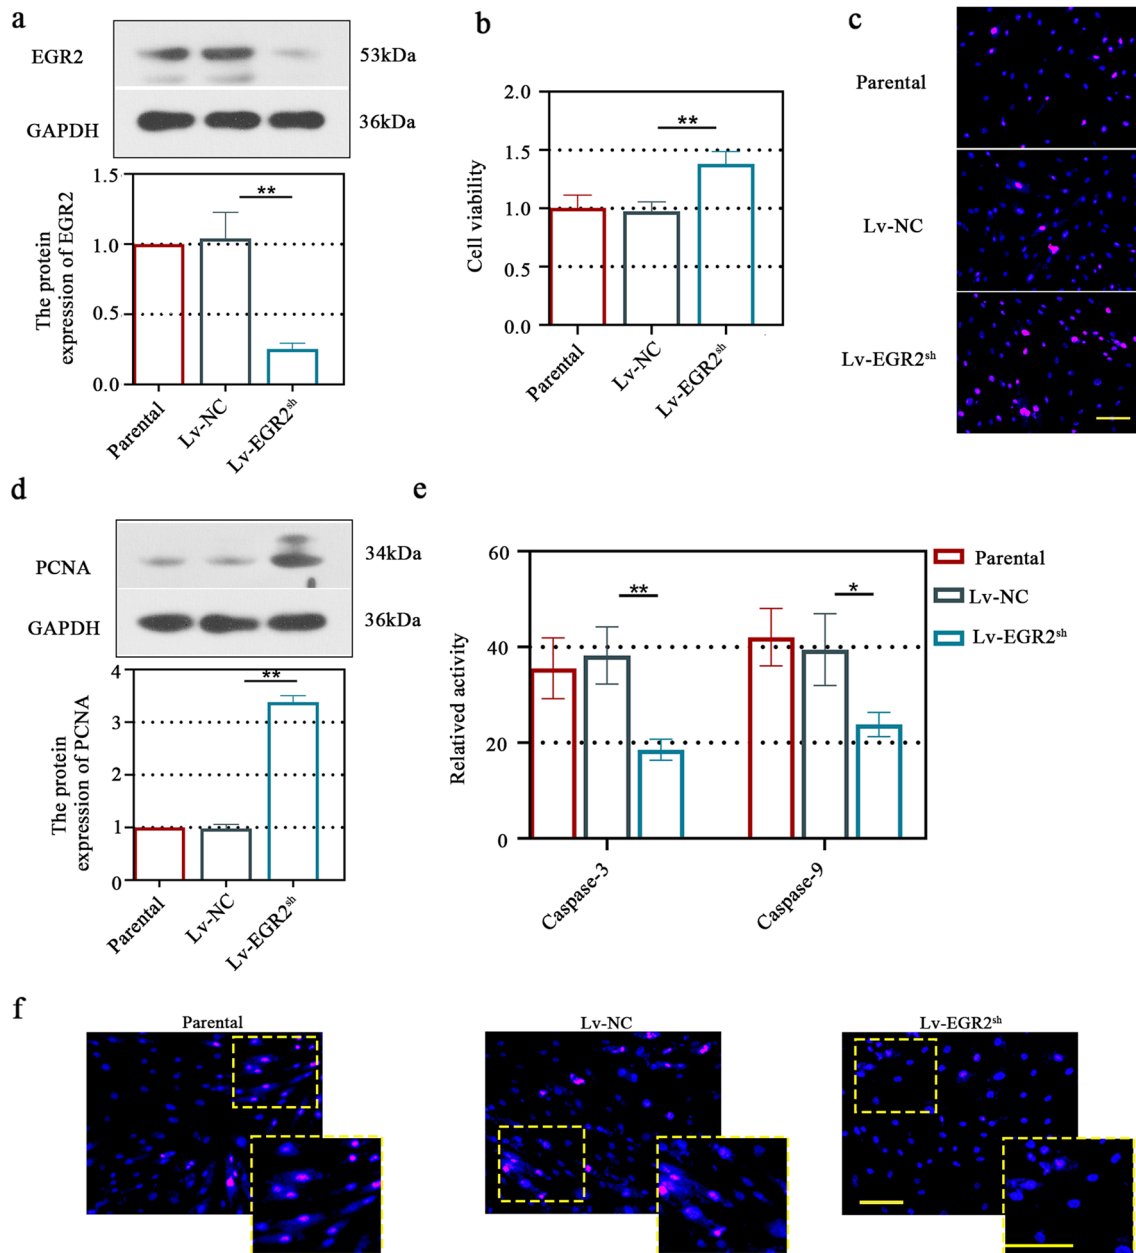 a
EGR2
53kDa
GAPDH
36kDa
The protein
expression of EGR2
1.5
1.0
0.5
0.0
**
Parental
Lv-NC
Lv-EGR2sh
b
Cell viability
2.0
1.5
1.0
0.5
0.0
**
Parental
Lv-NC
Lv-EGR2sh
c
Parental
Lv-NC
Lv-EGR2sh
d
PCNA
34kDa
GAPDH
36kDa
The protein
expression of PCNA
4
3
2
1
0
**
Parental
Lv-NC
Lv-EGR2sh
e
Relatived activity
60
40
20
0
**
*
Caspase-3
Caspase-9
Parental
Lv-NC
Lv-EGR2sh
f
Parental
Lv-NC
Lv-EGR2sh